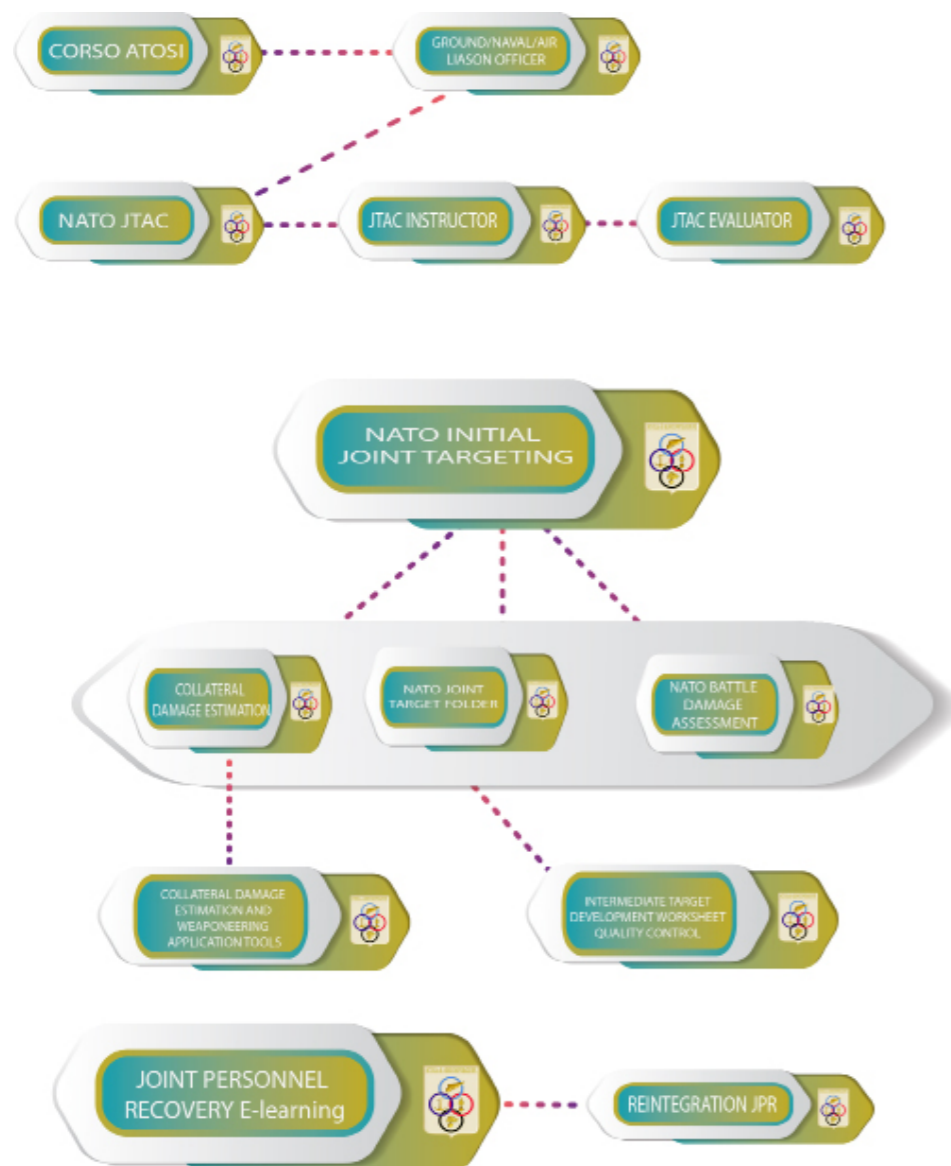 CORSO ATOSI
GROUND/NAVAL/AIR
LIASON OFFICER
NATO JTAC
JTAC INSTRUCTOR
JTAC EVALUATOR
NATO INITIAL
JOINT TARGETING
COLLATERAL
DAMAGE ESTIMATION
NATO JOINT
TARGET FOLDER
NATO BATTLE
DAMAGE
ASSESSMENT
COLLATERAL DAMAGE
ESTIMATION AND
WEAPONEERING
APPLICATION TOOLS
INTERMEDIATE TARGET
DEVELOPMENT WORKSHEET
QUALITY CONTROL
JOINT PERSONNEL
RECOVERY E-learning
REINTEGRATION JPR